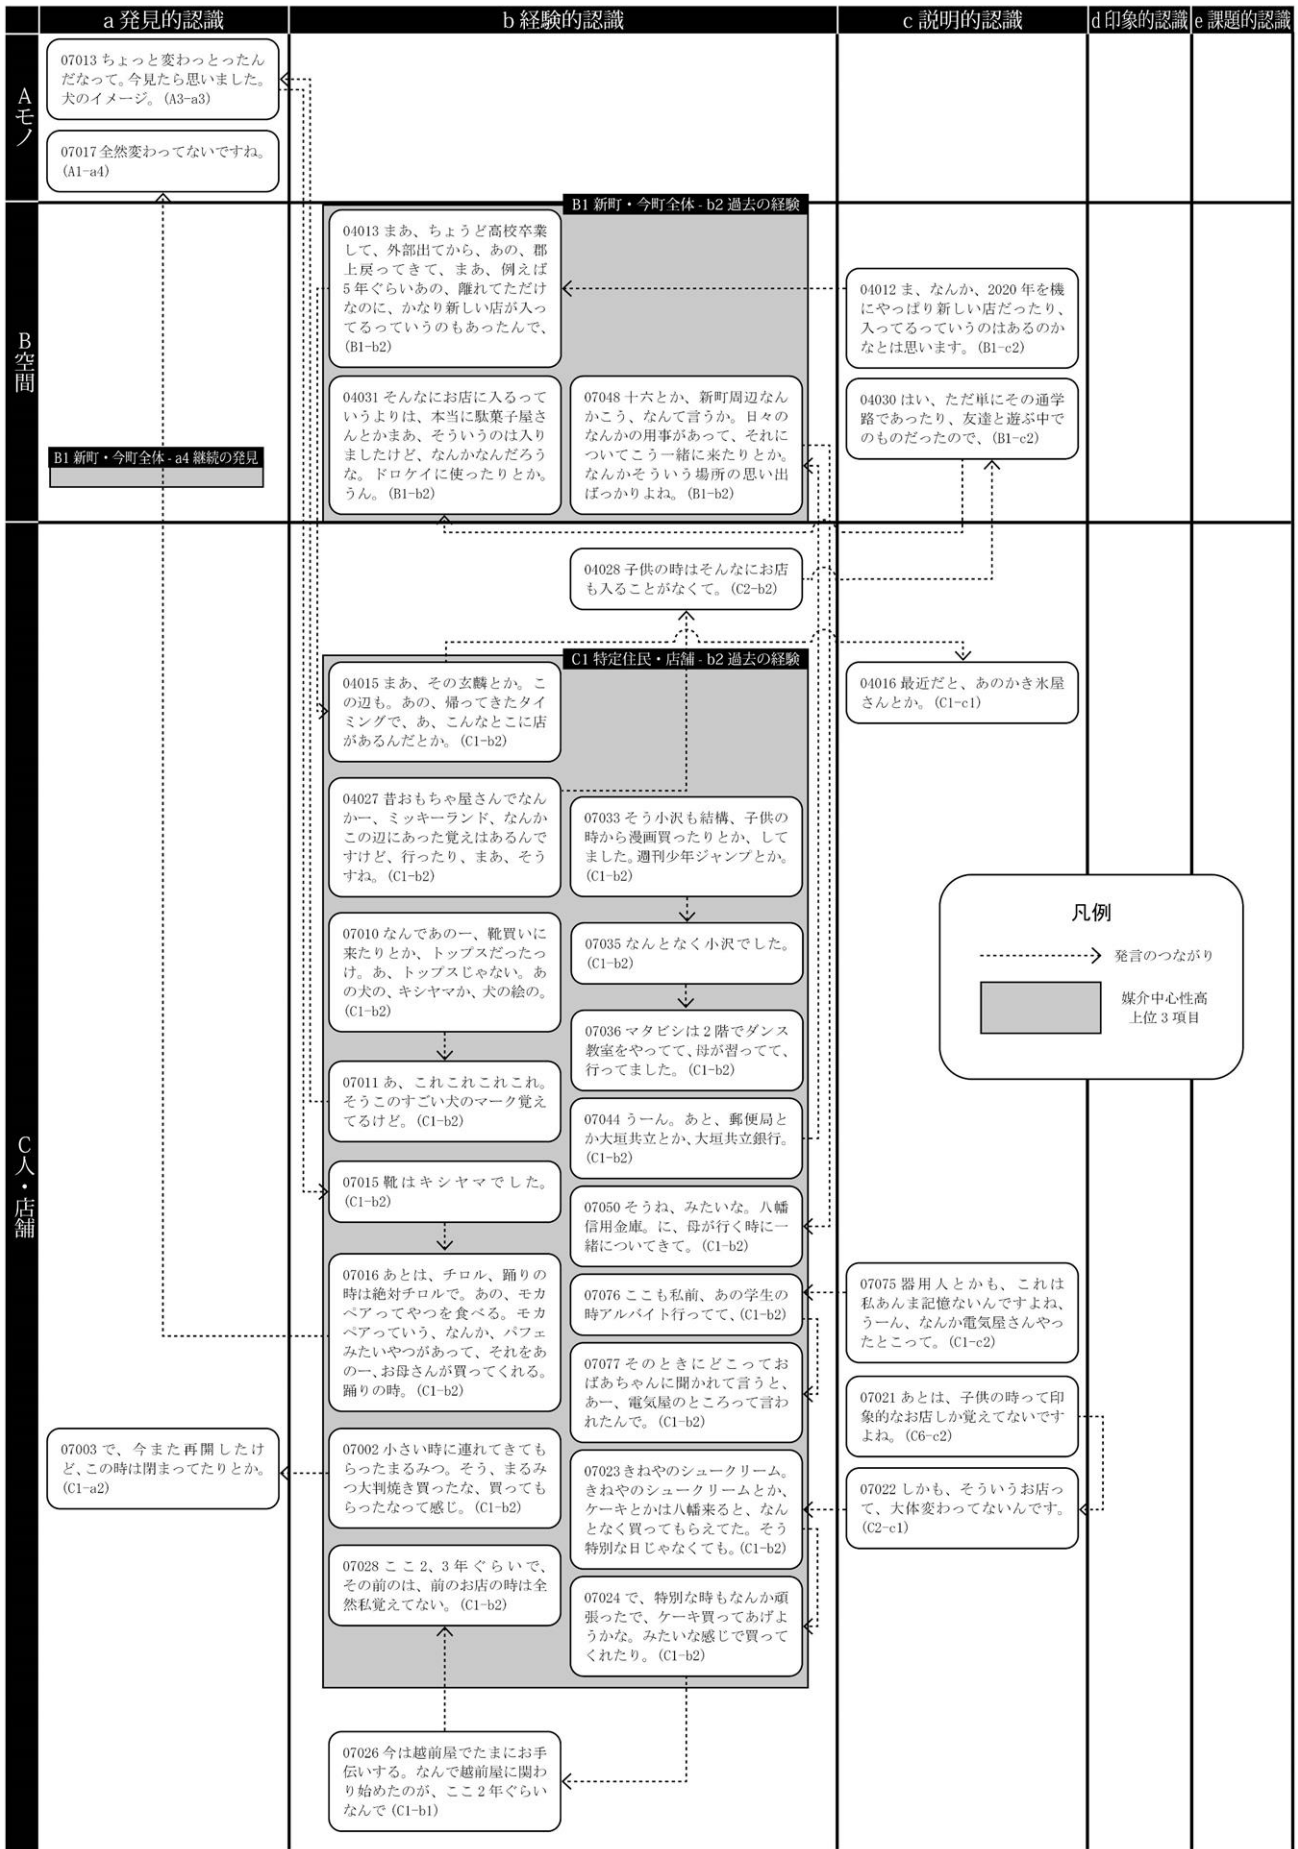 a 発見的認識
b 経験的認識
c 説明的認識
d 印象的認識
e 課題的認識
A モノ
07013 ちょっと変わっとったん
だなって。今見たら思いました。
犬のイメージ。(A3-a3)
07017 全然変わってないですね。
(A1-a4)
B 空間
B1 新町・今町全体 - b2 過去の経験
04013 まあ、ちょうど高校卒業
して、外部出てから、あの、郡
上戻ってきて、まあ、例えば
5 年ぐらいあの、離れてただけ
なのに、かなり新しい店が入っ
てるっていうのもあったんで、
(B1-b2)
04012 ま、なんか、2020 年を機
にやっぱり新しい店だったり、
入ってるっていうのはあるのか
なとは思います。(B1-c2)
04031 そんなにお店に入るって
いうよりは、本当に駄菓子屋さ
んとかまあ、そういうのは入り
ましたけど、なんかなんだろう
な。ドロケイに使ったりとか。
うん。(B1-b2)
07048 十六とか、新町周辺なん
かこう、なんて言うか。日々の
なんかの用事があって、それに
ついてこう一緒に来たりとか。
なんかそういう場所の思い出
ばっかりよね。(B1-b2)
04030 はい、ただ単にその通学
路であったり、友達と遊ぶ中で
のものだったので、(B1-c2)
B1 新町・今町全体 - a4 継続の発見
C 人・店舗
04028 子供の時はそんなにお店
も入ることがなくて。(C2-b2)
C1 特定住民・店舗 - b2 過去の経験
04015 まあ、その玄麟とか。こ
の辺も。あの、帰ってきたタイ
ミングで、あ、こんなとこに店
があるんだとか。(C1-b2)
04016 最近だと、あのかき氷屋
さんとか。(C1-c1)
04027 昔おもちゃ屋さんでなん
かー、ミッキーランド、なんか
この辺にあった覚えはあるんで
すけど、行ったり、まあ、そう
すね。(C1-b2)
07033 そう小沢も結構、子供の
時から漫画買ったりとか、して
ました。週刊少年ジャンプとか。
(C1-b2)
07010 なんであのー、靴買いに
来たりとか、トップスだったっ
け。あ、トップスじゃない。あ
の犬の、キシヤマか、犬の絵の。
(C1-b2)
07035 なんとなく小沢でした。
(C1-b2)
07036 マタビシは 2 階でダンス
教室をやってて、母が習ってて、
行ってました。(C1-b2)
07011 あ、これこれこれこれ。
そうこのすごい犬のマーク覚え
てるけど。(C1-b2)
07044 うーん。あと、郵便局と
か大垣共立とか、大垣共立銀行。
(C1-b2)
07015 靴はキシヤマでした。
(C1-b2)
07050 そうね、みたいな。八幡
信用金庫。に、母が行く時に一
緒についてきて。(C1-b2)
07016 あとは、チロル、踊りの
時は絶対チロルで。あの、モカ
ペアってやつを食べる。モカ
ペアっていう、なんか、パフェ
みたいやつがあって、それをあ
のー、お母さんが買ってくれる。
踊りの時。(C1-b2)
07076 ここも私前、あの学生の
時アルバイト行ってて、(C1-b2)
07075 器用人とかも、これは
私あんま記憶ないんですよね、
うーん、なんか電気屋さんやっ
たとこって。(C1-c2)
07077 そのときにどこってお
ばあちゃんに聞かれて言うと、
あー、電気屋のところって言わ
れたんで。(C1-b2)
07021 あとは、子供の時って印
象的なお店しか覚えてないです
よね。(C6-c2)
07003 で、今また再開したけ
ど、この時は閉まってたりとか。
(C1-a2)
07002 小さい時に連れてきても
らったまるみつ。そう、まるみ
つ大判焼き買ったな、買っても
らったなって感じ。(C1-b2)
07023 きねやのシュークリーム。
きねやのシュークリームとか、
ケーキとかは八幡来ると、なん
となく買ってもらえてた。そう
特別な日じゃなくても。(C1-b2)
07022 しかも、そういうお店っ
て、大体変わってないんです。
(C2-c1)
07028 ここ 2、3 年ぐらいで、
その前のは、前のお店の時は全
然私覚えてない。(C1-b2)
07024 で、特別な時もなんか頑
張ったで、ケーキ買ってあげよ
うかな。みたいな感じで買って
くれたり。(C1-b2)
07026 今は越前屋でたまにお手
伝いする。なんで越前屋に関わ
り始めたのが、ここ 2 年ぐらい
なんで (C1-b1)
凡例
発言のつながり
媒介中心性高
上位 3 項目